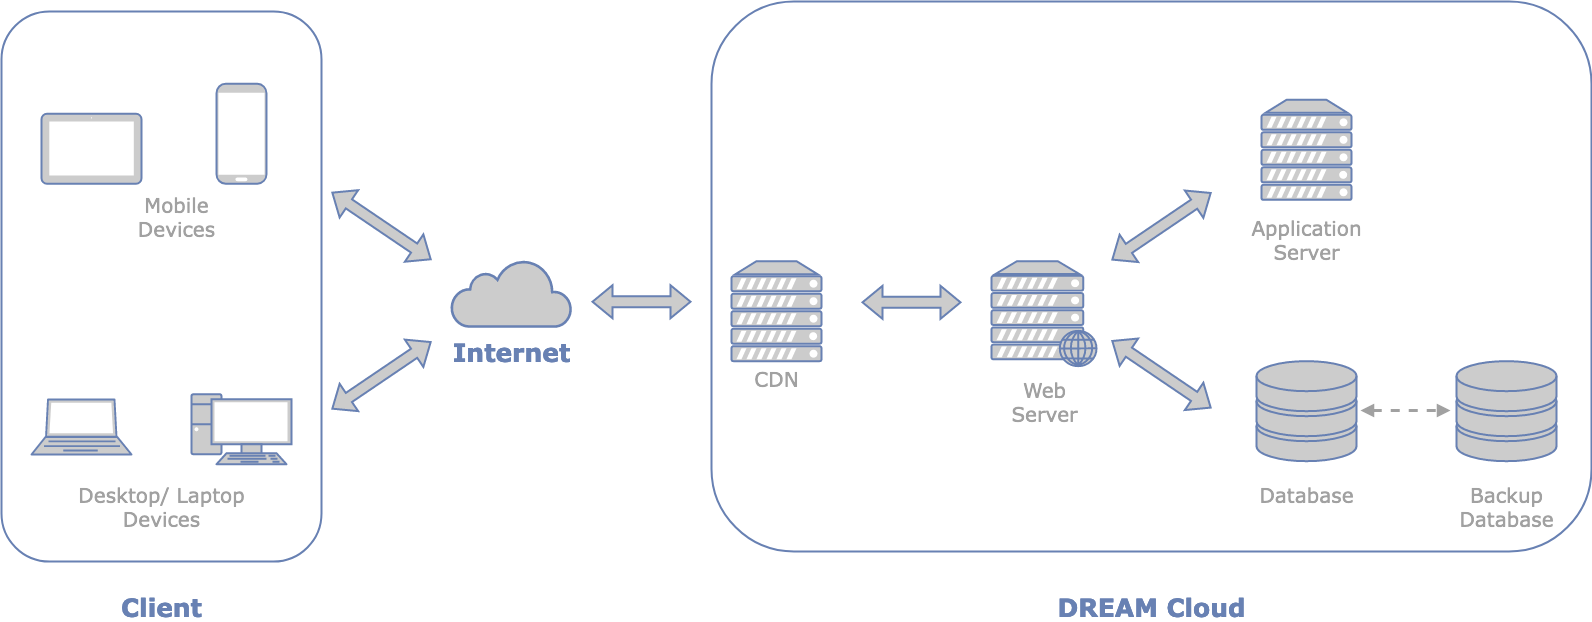 Mobile
Devices
Desktop/ Laptop
Devices
Client
Internet
CDN
Web
Server
Application
Server
Database
Backup
Database
DREAM Cloud